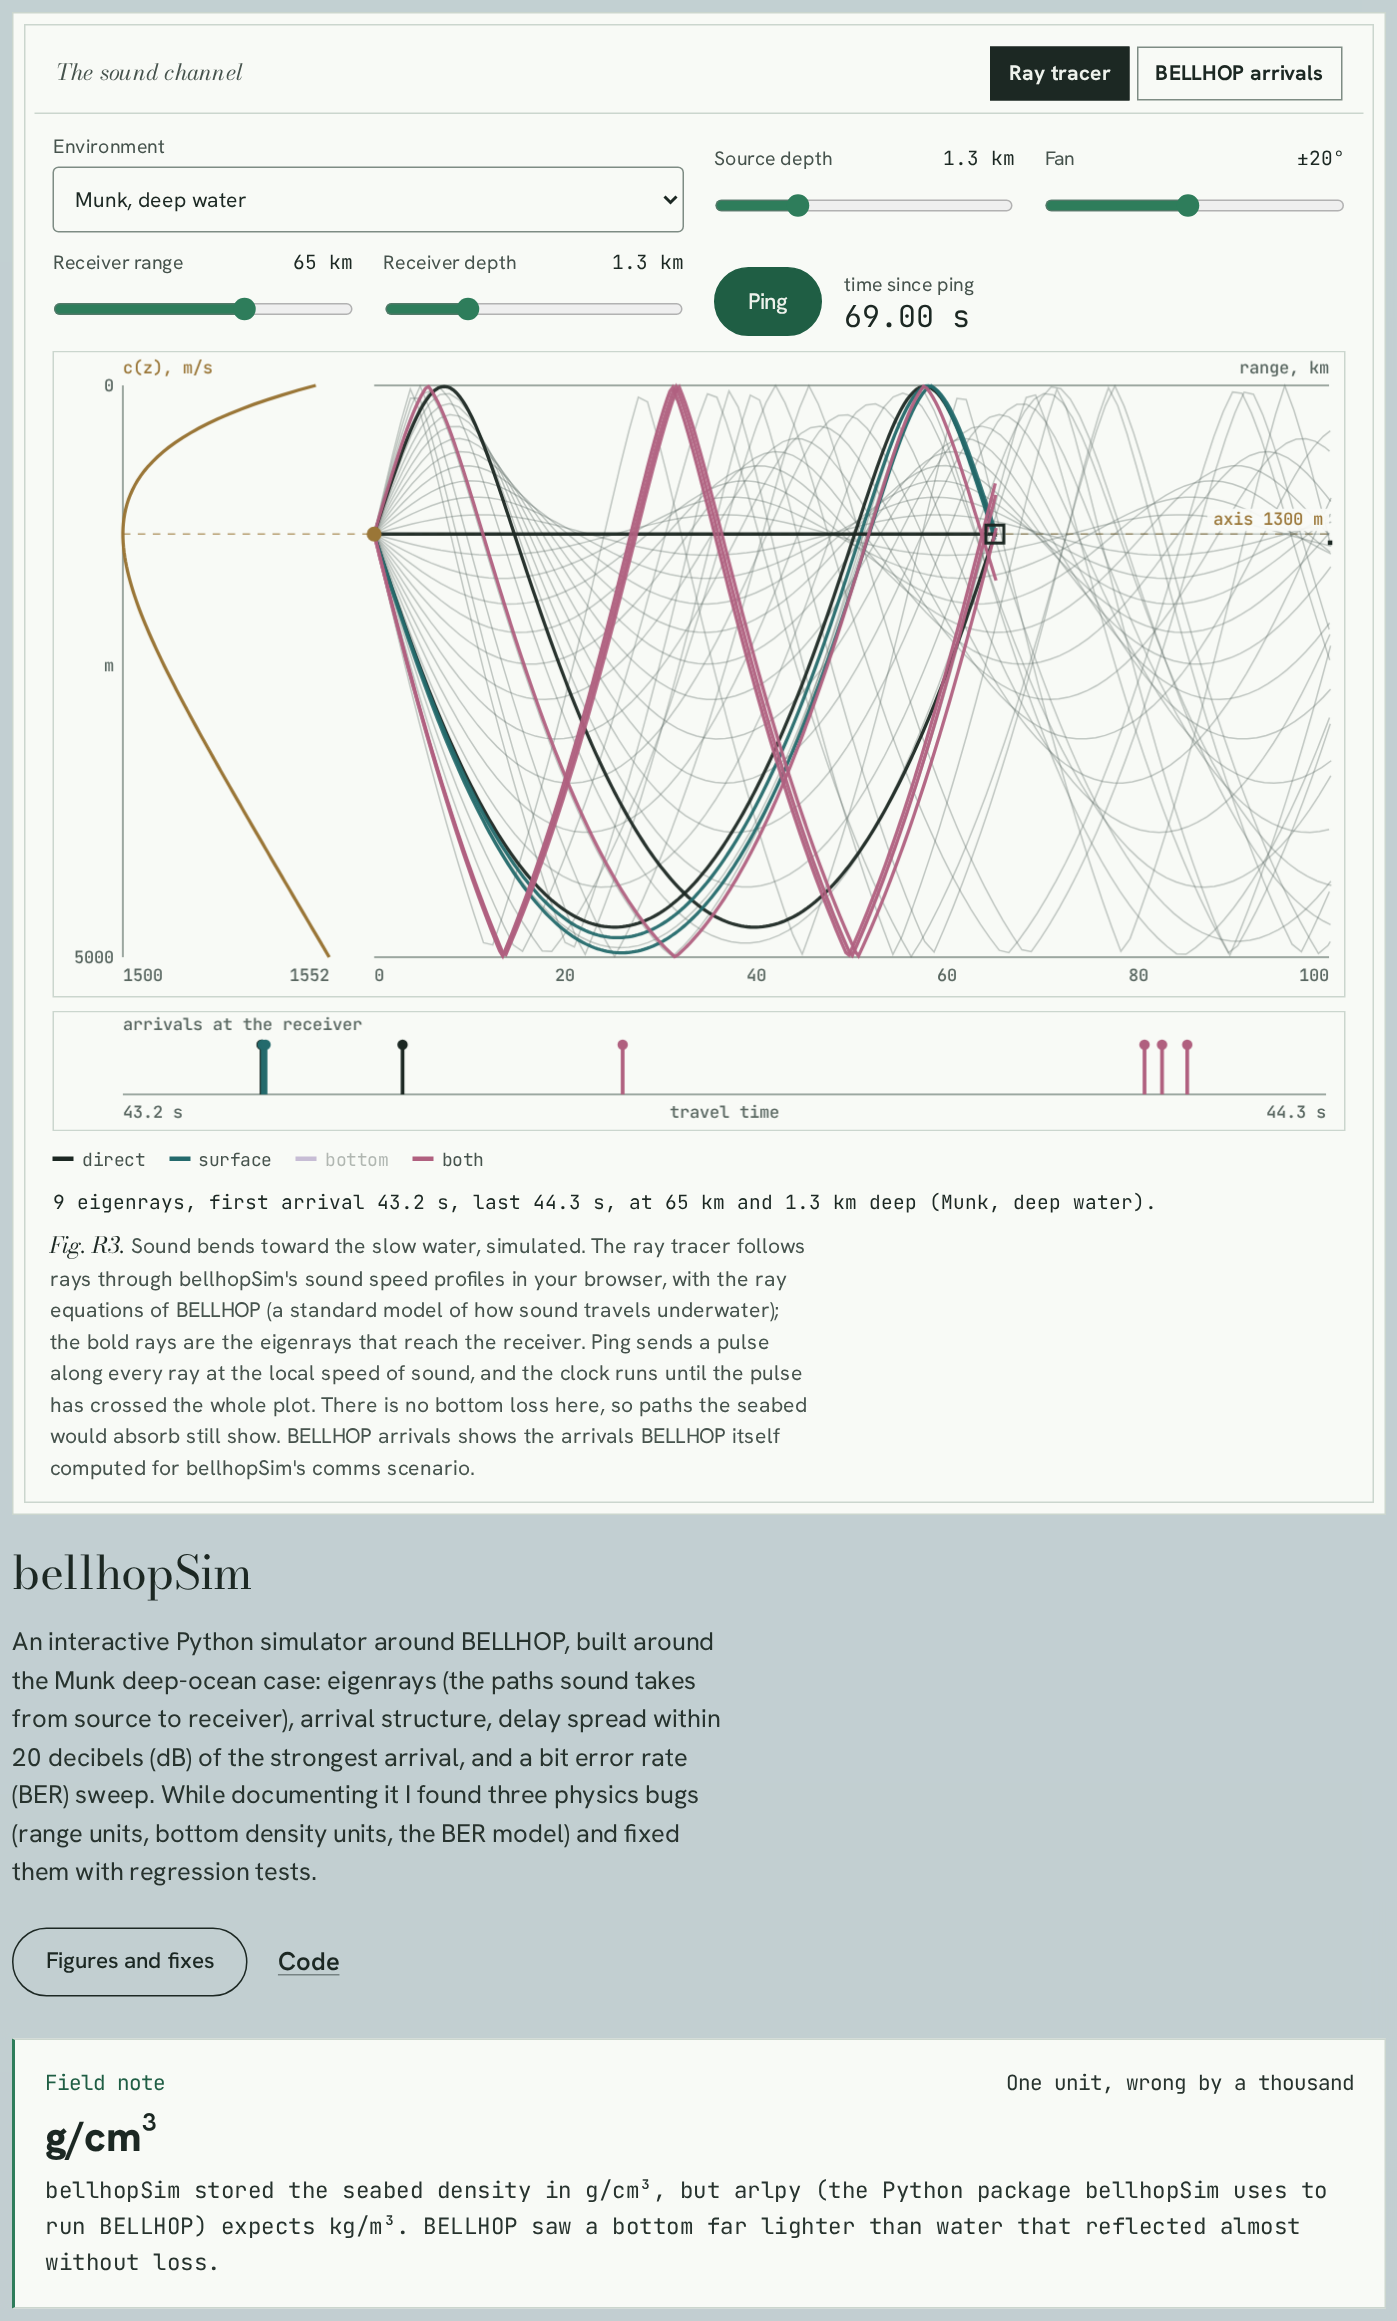 The sound channel
Ray tracer
BELLHOP arrivals
Environment
Munk, deep water
Source depth 1.3 km
Fan ±20°
Receiver range 65 km
Receiver depth 1.3 km
Ping
time since ping
69.00 s
c(z), m/s
range, km
0
axis 1300 m
m
5000
1500 1552 0 20 40 60 80 100
arrivals at the receiver
43.2 s travel time 44.3 s
direct surface bottom both
9 eigenrays, first arrival 43.2 s, last 44.3 s, at 65 km and 1.3 km deep (Munk, deep water).
Fig. R3. Sound bends toward the slow water, simulated. The ray tracer follows
rays through bellhopSim's sound speed profiles in your browser, with the ray
equations of BELLHOP (a standard model of how sound travels underwater);
the bold rays are the eigenrays that reach the receiver. Ping sends a pulse
along every ray at the local speed of sound, and the clock runs until the pulse
has crossed the whole plot. There is no bottom loss here, so paths the seabed
would absorb still show. BELLHOP arrivals shows the arrivals BELLHOP itself
computed for bellhopSim's comms scenario.
bellhopSim
An interactive Python simulator around BELLHOP, built around
the Munk deep-ocean case: eigenrays (the paths sound takes
from source to receiver), arrival structure, delay spread within
20 decibels (dB) of the strongest arrival, and a bit error rate
(BER) sweep. While documenting it I found three physics bugs
(range units, bottom density units, the BER model) and fixed
them with regression tests.
Figures and fixes
Code
Field note
One unit, wrong by a thousand
g/cm³
bellhopSim stored the seabed density in g/cm³, but arlpy (the Python package bellhopSim uses to
run BELLHOP) expects kg/m³. BELLHOP saw a bottom far lighter than water that reflected almost
without loss.